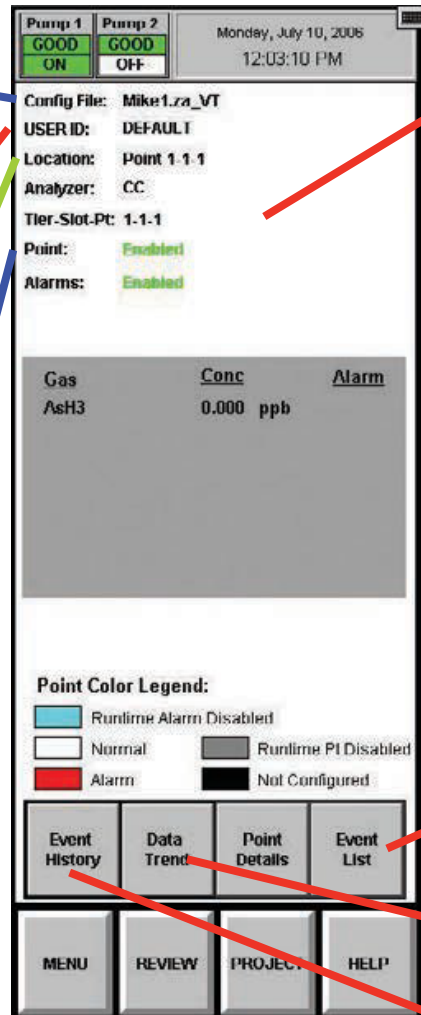 Pump 1 Pump 2
GOOD GOOD
ON OFF
Monday, July 10, 2006
12:03:10 PM
Config File: Mike1.za_VT
USER ID: DEFAULT
Location: Point 1-1-1
Analyzer: CC
Tier-Slot-Pt: 1-1-1
Point: Enabled
Alarms: Enabled
Gas Conc Alarm
AsH3 0.000 ppb
Point Color Legend:
Runtime Alarm Disabled
Normal Runtime Pt Disabled
Alarm Not Configured
Event History
Data Trend
Point Details
Event List
MENU REVIEW PROJECT HELP